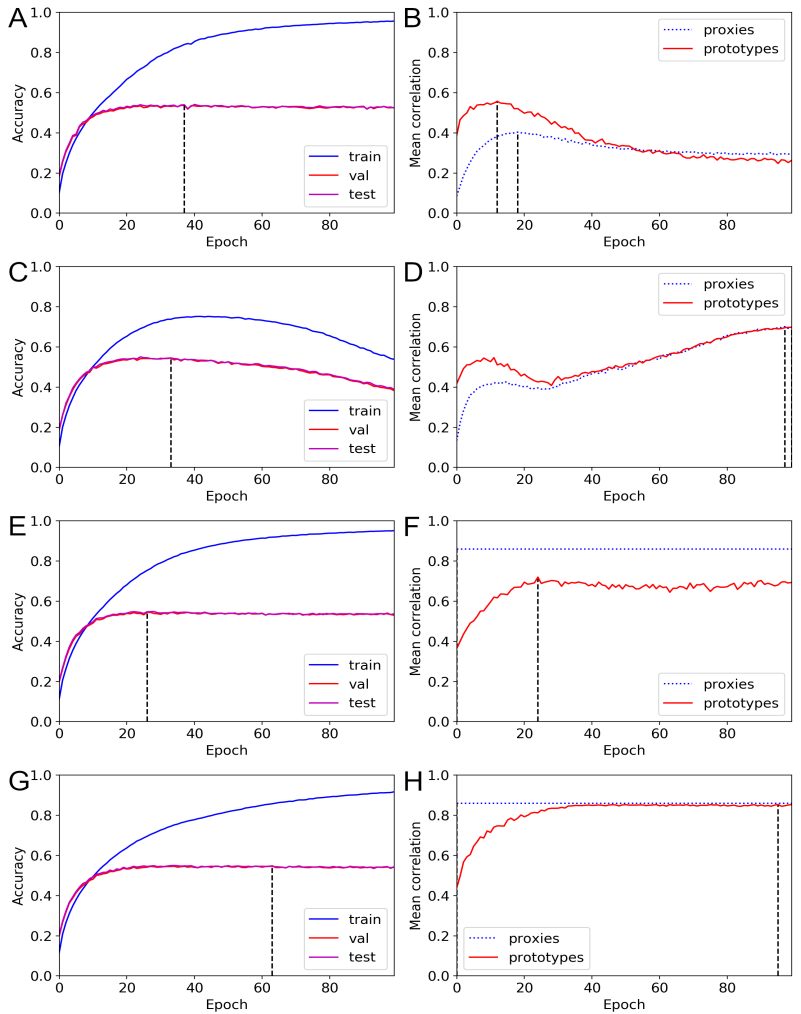 A
1.0
0.8
0.6
0.4
0.2
0.0
Accuracy
0 20 40 60 80
Epoch
train
val
test
B
1.0
0.8
0.6
0.4
0.2
0.0
Mean correlation
0 20 40 60 80
Epoch
proxies
prototypes
C
1.0
0.8
0.6
0.4
0.2
0.0
Accuracy
0 20 40 60 80
Epoch
train
val
test
D
1.0
0.8
0.6
0.4
0.2
0.0
Mean correlation
0 20 40 60 80
Epoch
proxies
prototypes
E
1.0
0.8
0.6
0.4
0.2
0.0
Accuracy
0 20 40 60 80
Epoch
train
val
test
F
1.0
0.8
0.6
0.4
0.2
0.0
Mean correlation
0 20 40 60 80
Epoch
proxies
prototypes
G
1.0
0.8
0.6
0.4
0.2
0.0
Accuracy
0 20 40 60 80
Epoch
train
val
test
H
1.0
0.8
0.6
0.4
0.2
0.0
Mean correlation
0 20 40 60 80
Epoch
proxies
prototypes